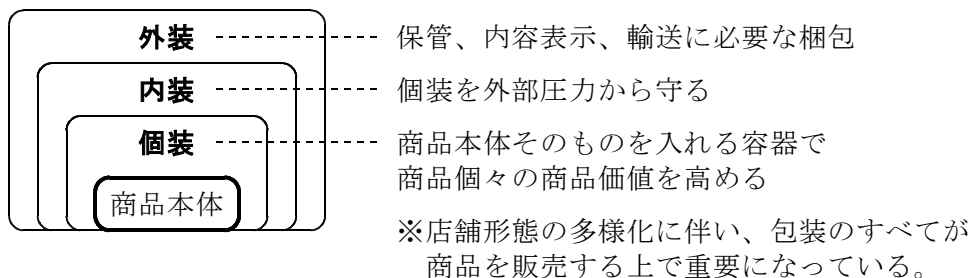 外装 保管、内容表示、輸送に必要な梱包
内装 個装を外部圧力から守る
個装 商品本体そのものを入れる容器で
商品個々の商品価値を高める
商品本体
※店舗形態の多様化に伴い、包装のすべてが
商品を販売する上で重要になっている。